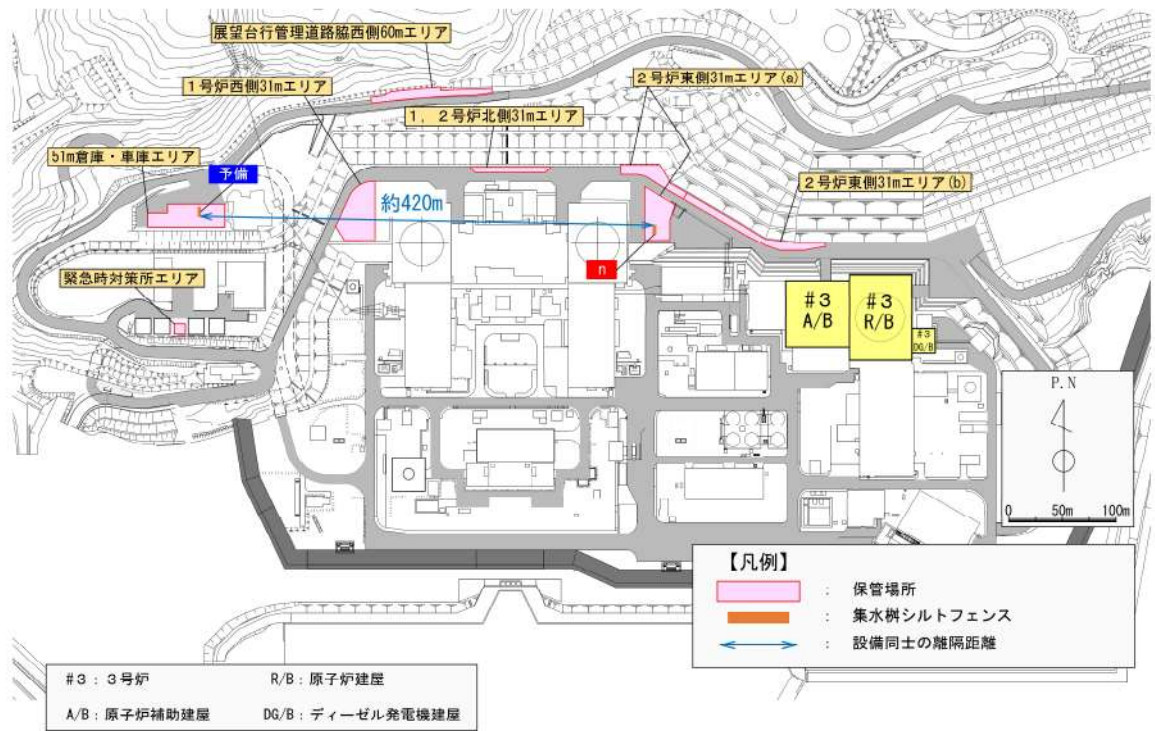 展望台行管理道路脇西側60mエリア
1号炉西側31mエリア
2号炉東側31mエリア(a)
1,2号炉北側31mエリア
51m倉庫・車庫エリア
予備
2号炉東側31mエリア(b)
約420m
n
緊急時対策所エリア
#3
A/B
#3
R/B
#3
DG/B
P.N
0 50m 100m
【凡例】
: 保管場所
: 集水桝シルトフェンス
: 設備同士の離隔距離
#3:3号炉 R/B:原子炉建屋
A/B:原子炉補助建屋 DG/B:ディーゼル発電機建屋